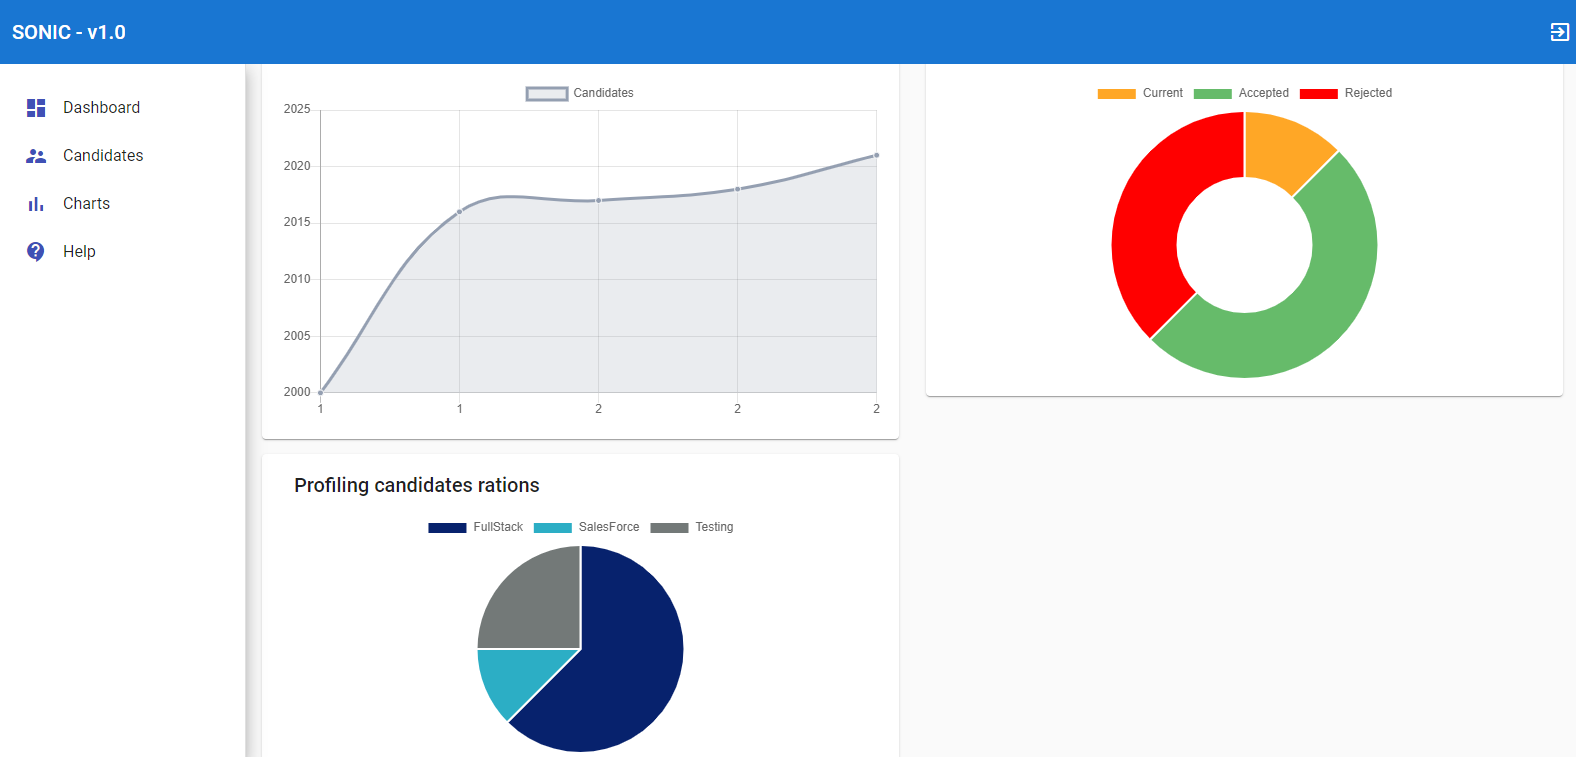 SONIC - v1.0
Dashboard
Candidates
Charts
Help
Candidates
2025
2020
2015
2010
2005
2000
1 1 2 2 2
Current Accepted Rejected
Profiling candidates rations
FullStack SalesForce Testing